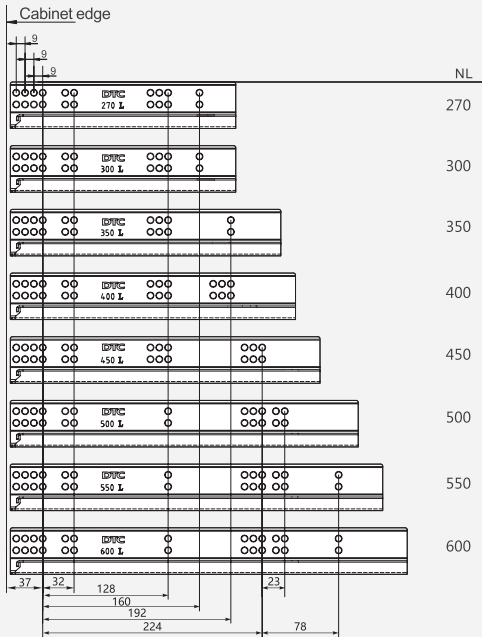 Cabinet edge
9
9
9
NL
DTC
270 L
270
DTC
300 L
300
DTC
350 L
350
DTC
400 L
400
DTC
450 L
450
DTC
500 L
500
DTC
550 L
550
DTC
600 L
600
37
32
23
128
160
192
224
78